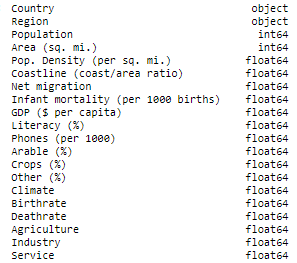 Country object
Region object
Population int64
Area (sq. mi.) int64
Pop. Density (per sq. mi.) float64
Coastline (coast/area ratio) float64
Net migration float64
Infant mortality (per 1000 births) float64
GDP ($ per capita) float64
Literacy (%) float64
Phones (per 1000) float64
Arable (%) float64
Crops (%) float64
Other (%) float64
Climate float64
Birthrate float64
Deathrate float64
Agriculture float64
Industry float64
Service float64